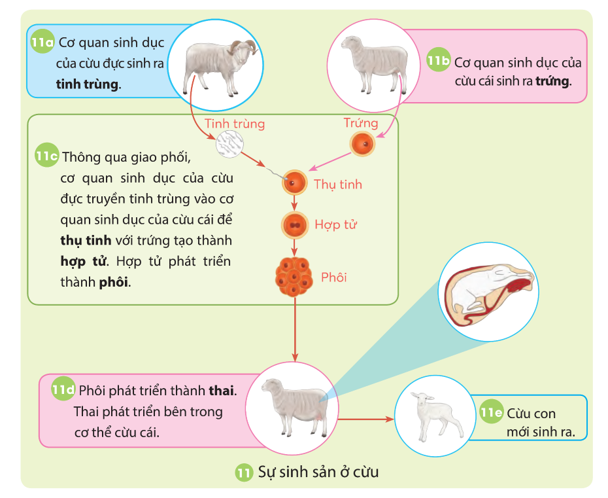 11a Cơ quan sinh dục
của cừu đực sinh ra
tinh trùng.
11b Cơ quan sinh dục của
cừu cái sinh ra trứng.
Tinh trùng
Trứng
11c Thông qua giao phối,
cơ quan sinh dục của cừu
đực truyền tinh trùng vào cơ
quan sinh dục của cừu cái để
thụ tinh với trứng tạo thành
hợp tử. Hợp tử phát triển
thành phôi.
Thụ tinh
Hợp tử
Phôi
11d Phôi phát triển thành thai.
Thai phát triển bên trong
cơ thể cừu cái.
11e Cừu con
mới sinh ra.
11 Sự sinh sản ở cừu